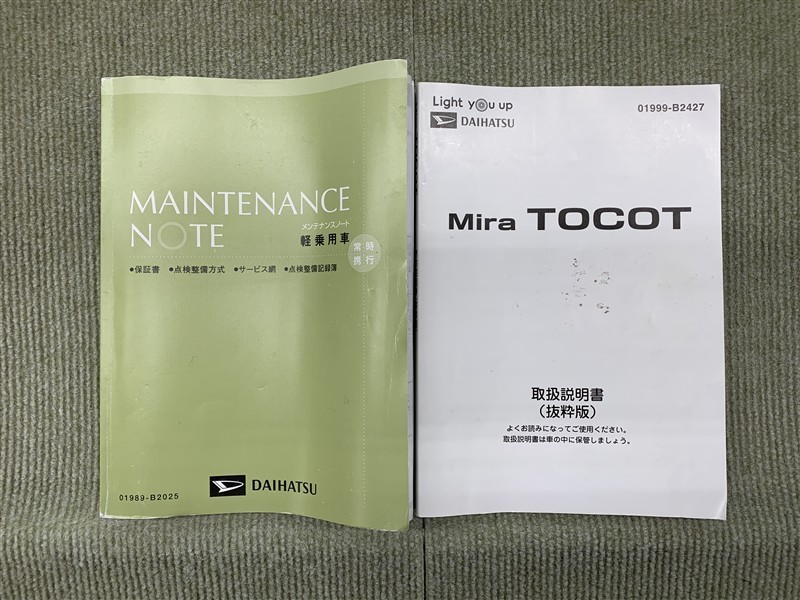 MAINTENANCE
NOTE
メンテナンスノート
軽乗用車
常時
携行
●保証書 ●点検整備方式 ●サービス網 ●点検整備記録簿
01989-B2025
DAIHATSU
Light you up
DAIHATSU
01999-B2427
Mira TOCOT
取扱説明書
(抜粋版)
よくお読みになってご使用ください。
取扱説明書は車の中に保管しましょう。